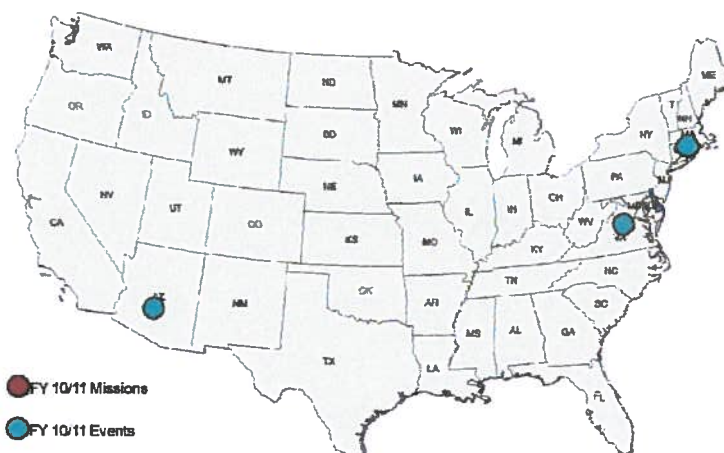 WA
MT
ND
MN
ME
OR
ID
SD
WI
NH
NY
MI
WY
IA
PA
NE
NV
UT
CO
IL
IN
OH
CA
KS
MO
WV
KY
NC
TN
AZ
NM
OK
AR
SC
MS
AL
GA
TX
LA
FL
FY 10/11 Missions
FY 10/11 Events